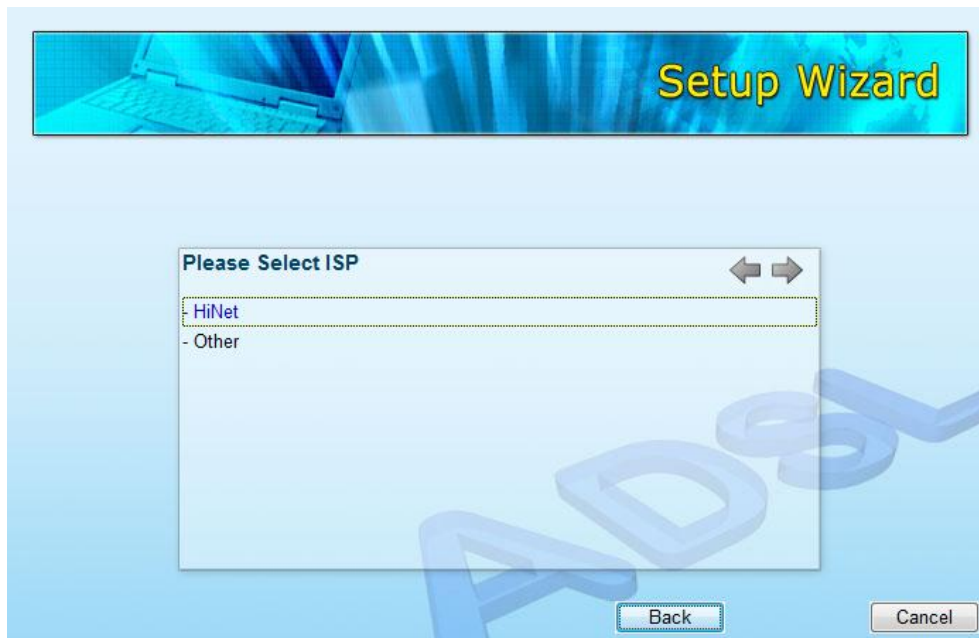 Setup Wizard
Please Select ISP
- HiNet
- Other
ADSL
Back
Cancel